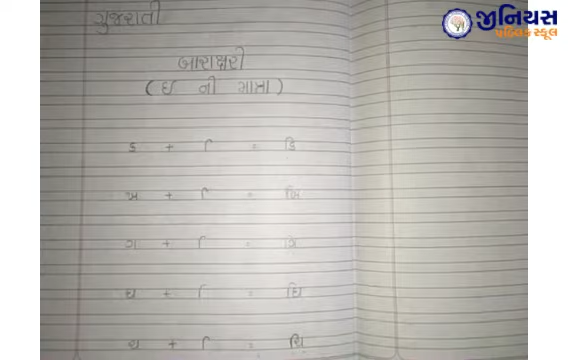 ગુજરાતી
જીનિયસ
પબ્લિક સ્કૂલ
બારાક્ષરી
( ઇ ની માત્રા )
ક + િ = કિ
ખ + િ = ખિ
ગ + િ = ગિ
ઘ + િ = ઘિ
ચ + િ = ચિ